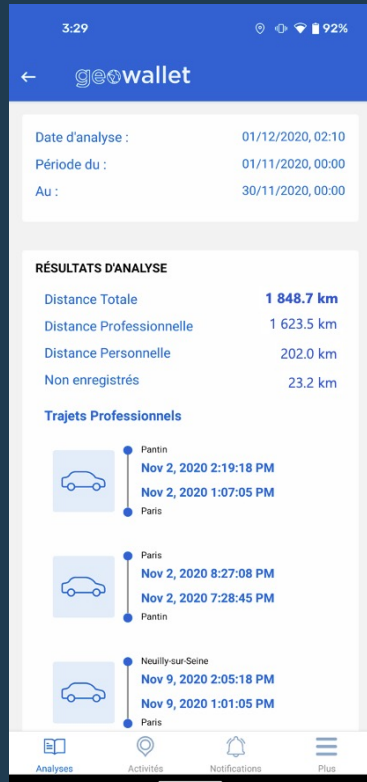 3:29 92%
geowallet
Date d'analyse : 01/12/2020, 02:10
Période du : 01/11/2020, 00:00
Au : 30/11/2020, 00:00
RÉSULTATS D'ANALYSE
Distance Totale 1 848.7 km
Distance Professionnelle 1 623.5 km
Distance Personnelle 202.0 km
Non enregistrés 23.2 km
Trajets Professionnels
Pantin
Nov 2, 2020 2:19:18 PM
Nov 2, 2020 1:07:05 PM
Paris
Paris
Nov 2, 2020 8:27:08 PM
Nov 2, 2020 7:28:45 PM
Pantin
Neuilly-sur-Seine
Nov 9, 2020 2:05:18 PM
Nov 9, 2020 1:01:05 PM
Paris
Analyses Activités Notifications Plus